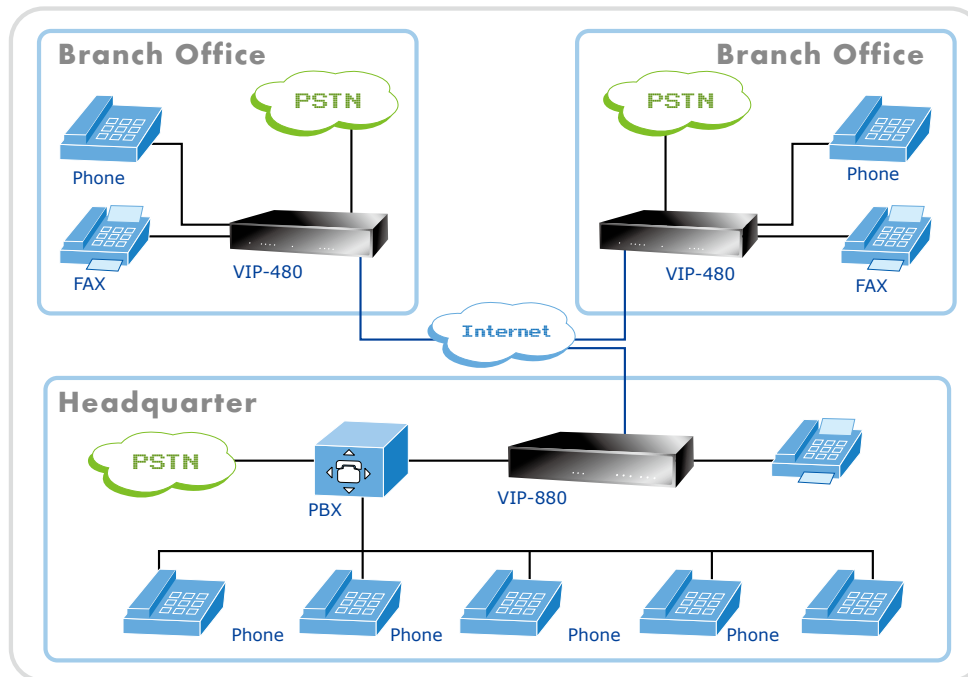 Branch Office
PSTN
Phone
FAX
VIP-480
Branch Office
PSTN
Phone
VIP-480
FAX
Internet
Headquarter
PSTN
PBX
VIP-880
Phone
Phone
Phone
Phone